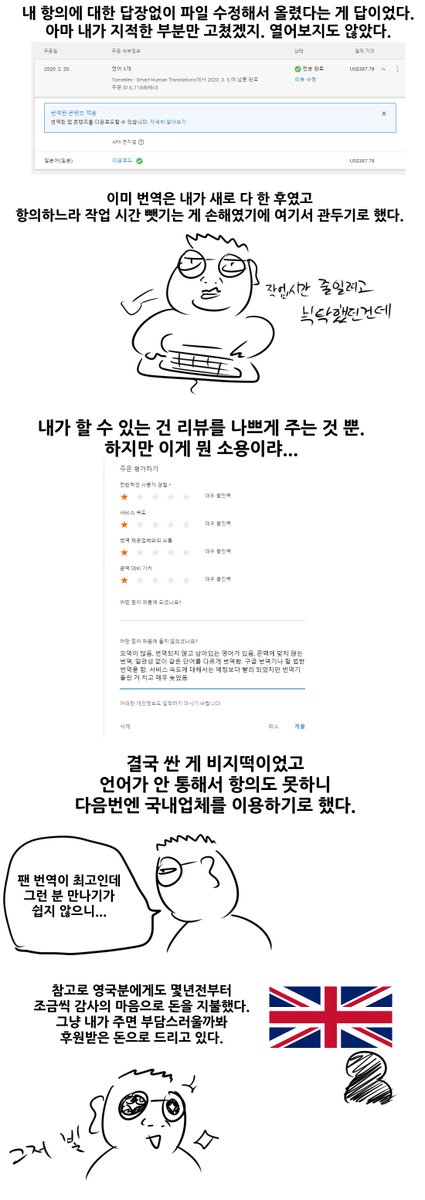 내 항의에 대한 답장없이 파일 수정해서 올렸다는 게 답이었다.
아마 내가 지적한 부분만 고쳤겠지. 열어보지도 않았다.
주문일 주문 세부정보 상태 결제 가격
2020. 2. 20. 언어 1개 전송 완료 US$387.78
Tomedes - Smart Human Translations에서 2020. 3. 5.에 납품 완료 리뷰 수정
번역된 콘텐츠 적용
번역된 앱 콘텐츠를 다운로드할 수 있습니다. 자세히 알아보기
APK 문자열
일본어(일본) 다운로드 US$387.78
이미 번역은 내가 새로 다 한 후였고
항의하느라 작업 시간 뺏기는 게 손해였기에 여기서 관두기로 했다.
작업시간 줄일려고
뉙탁했던건데
내가 할 수 있는 건 리뷰를 나쁘게 주는 것 뿐.
하지만 이게 뭔 소용이랴...
주문 평가하기
전반적인 사용자 경험 *
매우 불만족
서비스 속도
매우 불만족
번역 제공업체와의 소통
매우 불만족
금액 대비 가치
매우 불만족
어떤 점이 마음에 드셨나요?
어떤 점이 마음에 들지 않으셨나요?
오역이 많음, 번역되지 않고 남아있는 영어가 있음, 문맥에 맞지 않는
번역, 일관성 없이 같은 단어를 다르게 번역함. 구글 번역기나 할 법한
번역을 함. 서비스 속도에 대해서는 예정보다 빨리 되었지만 번역기
돌린 거 치고 매우 늦었음.
어떠한 개인정보도 입력하지 마시기 바랍니다.
삭제 취소 제출
결국 싼 게 비지떡이었고
언어가 안 통해서 항의도 못하니
다음번엔 국내업체를 이용하기로 했다.
팬 번역이 최고인데
그런 분 만나기가
쉽지 않으니...
참고로 영국분에게도 몇년전부터
조금씩 감사의 마음으로 돈을 지불했다.
그냥 내가 주면 부담스러울까봐
후원받은 돈으로 드리고 있다.
그저 빛